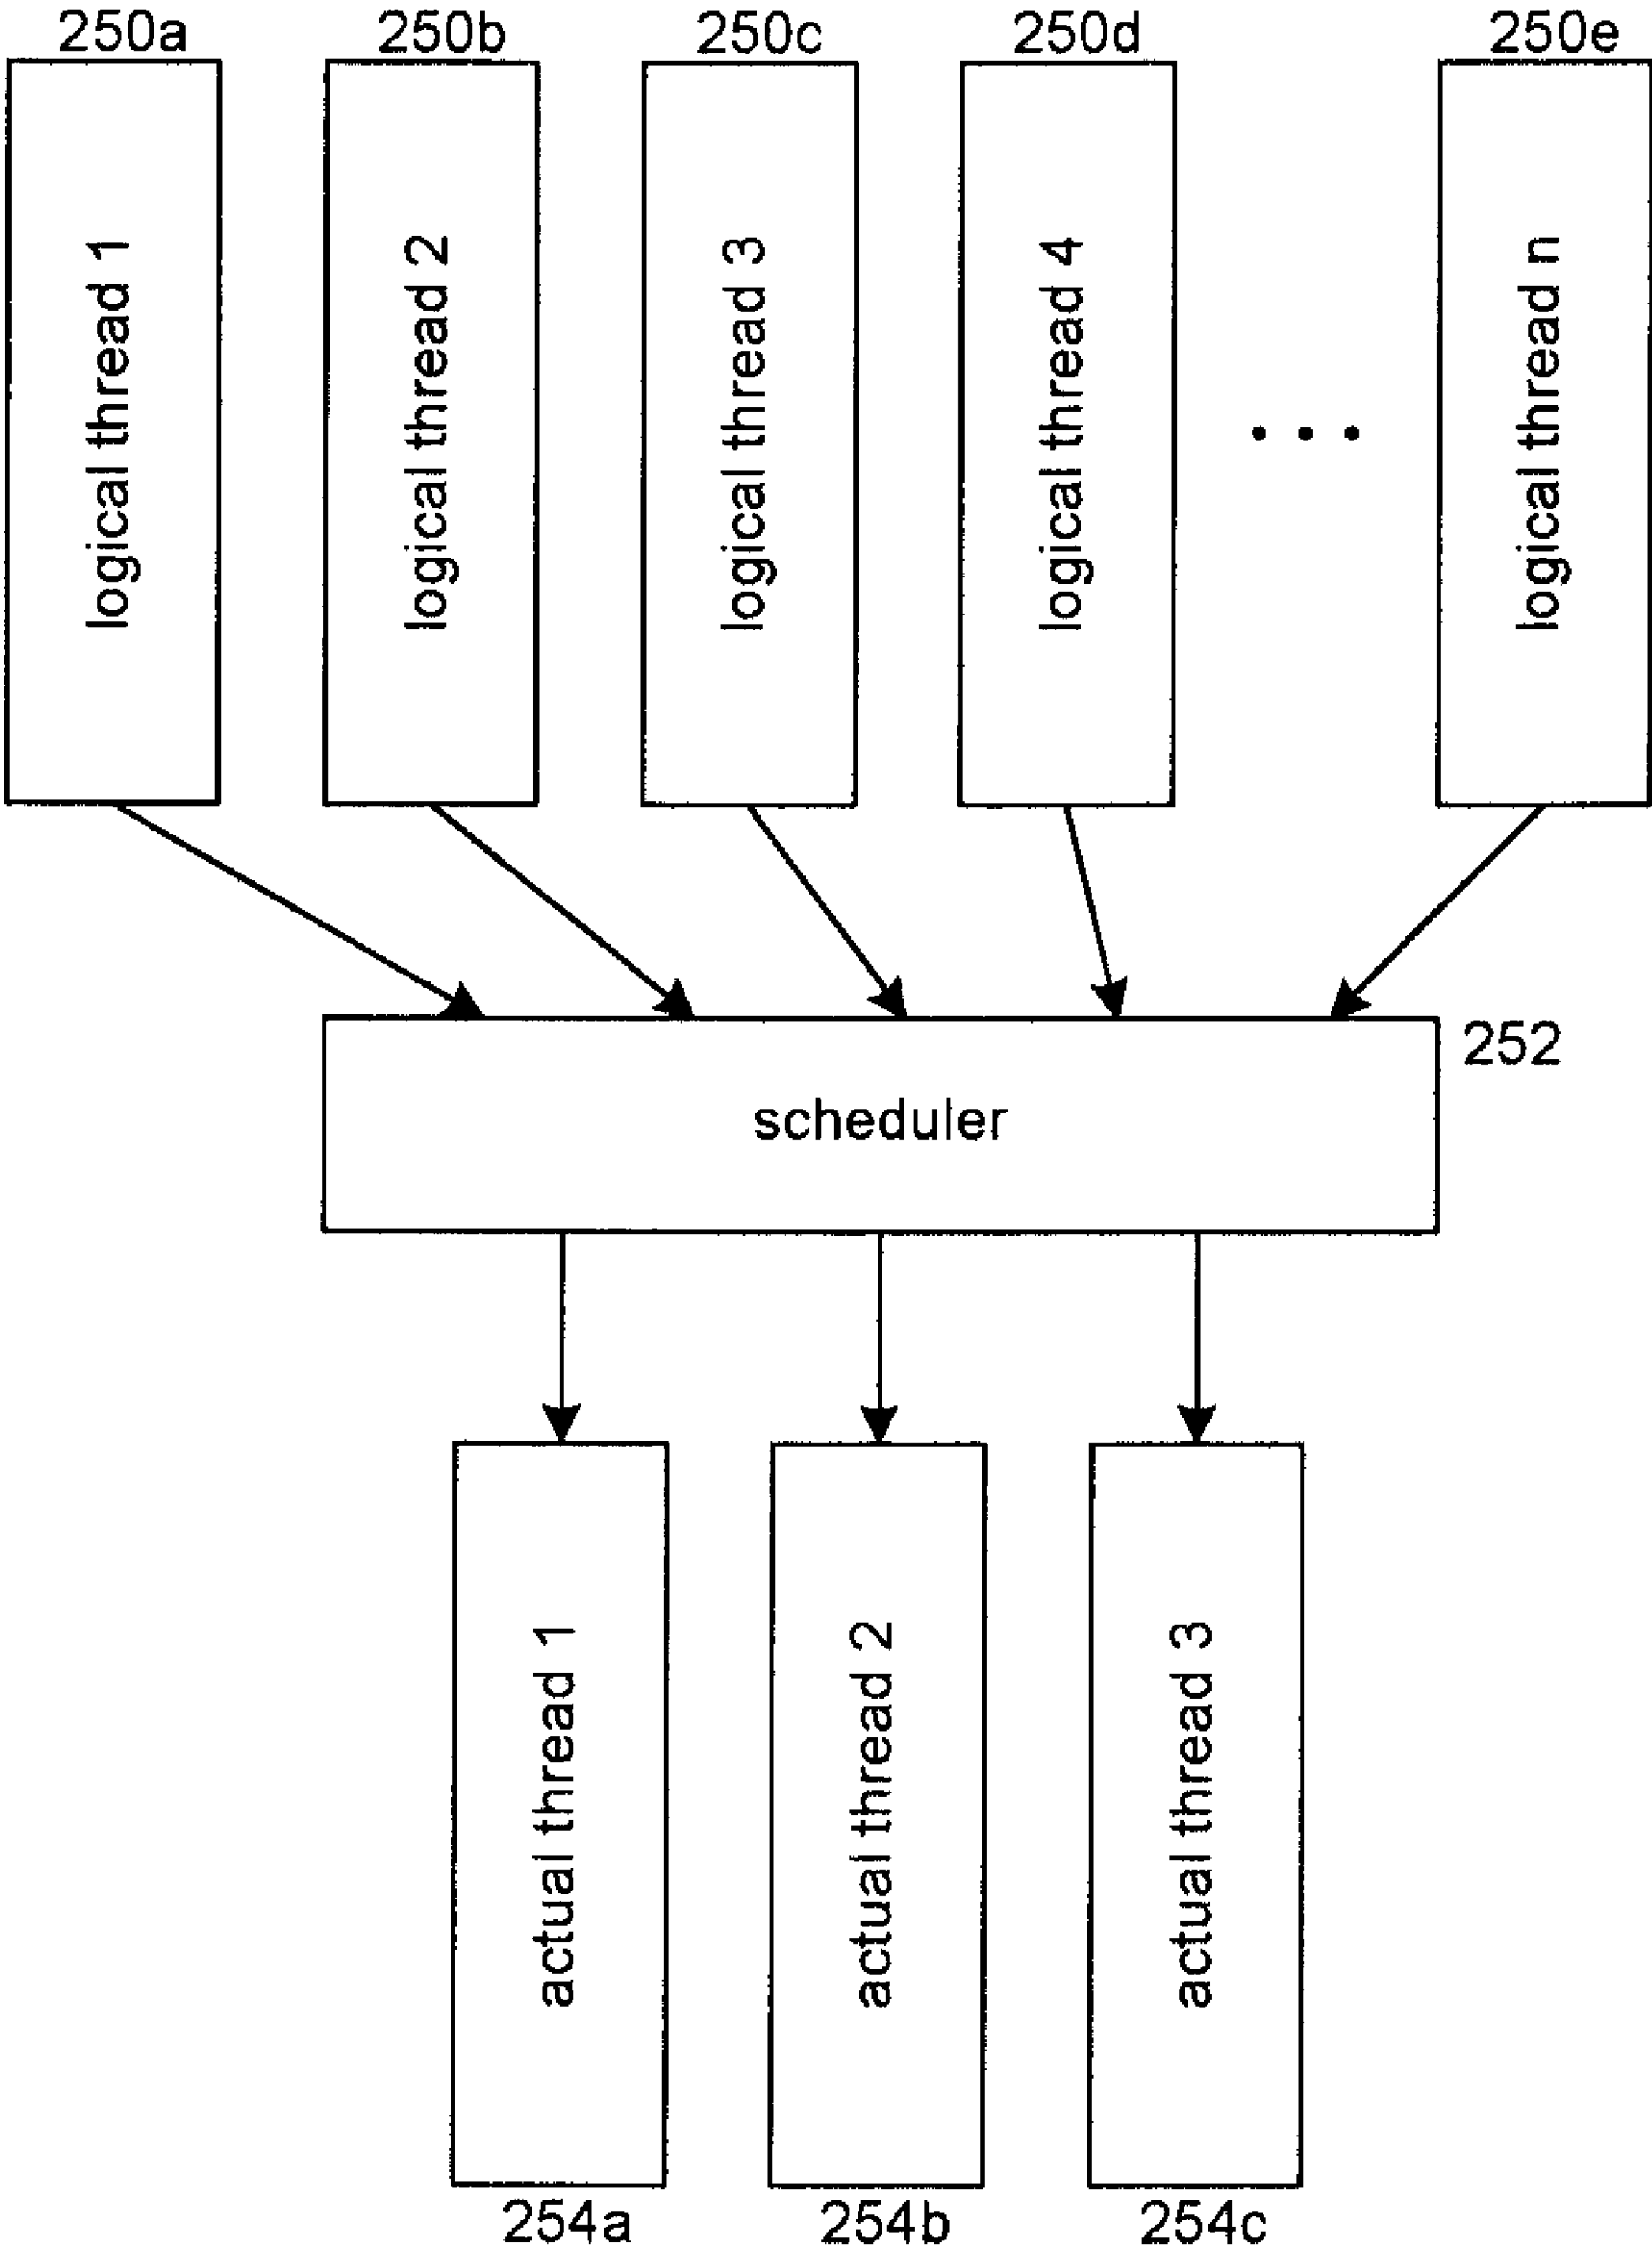 250a
250b
250c
250d
250e
logical thread 1
logical thread 2
logical thread 3
logical thread 4
. . .
logical thread n
252
scheduler
actual thread 1
actual thread 2
actual thread 3
254a
254b
254c